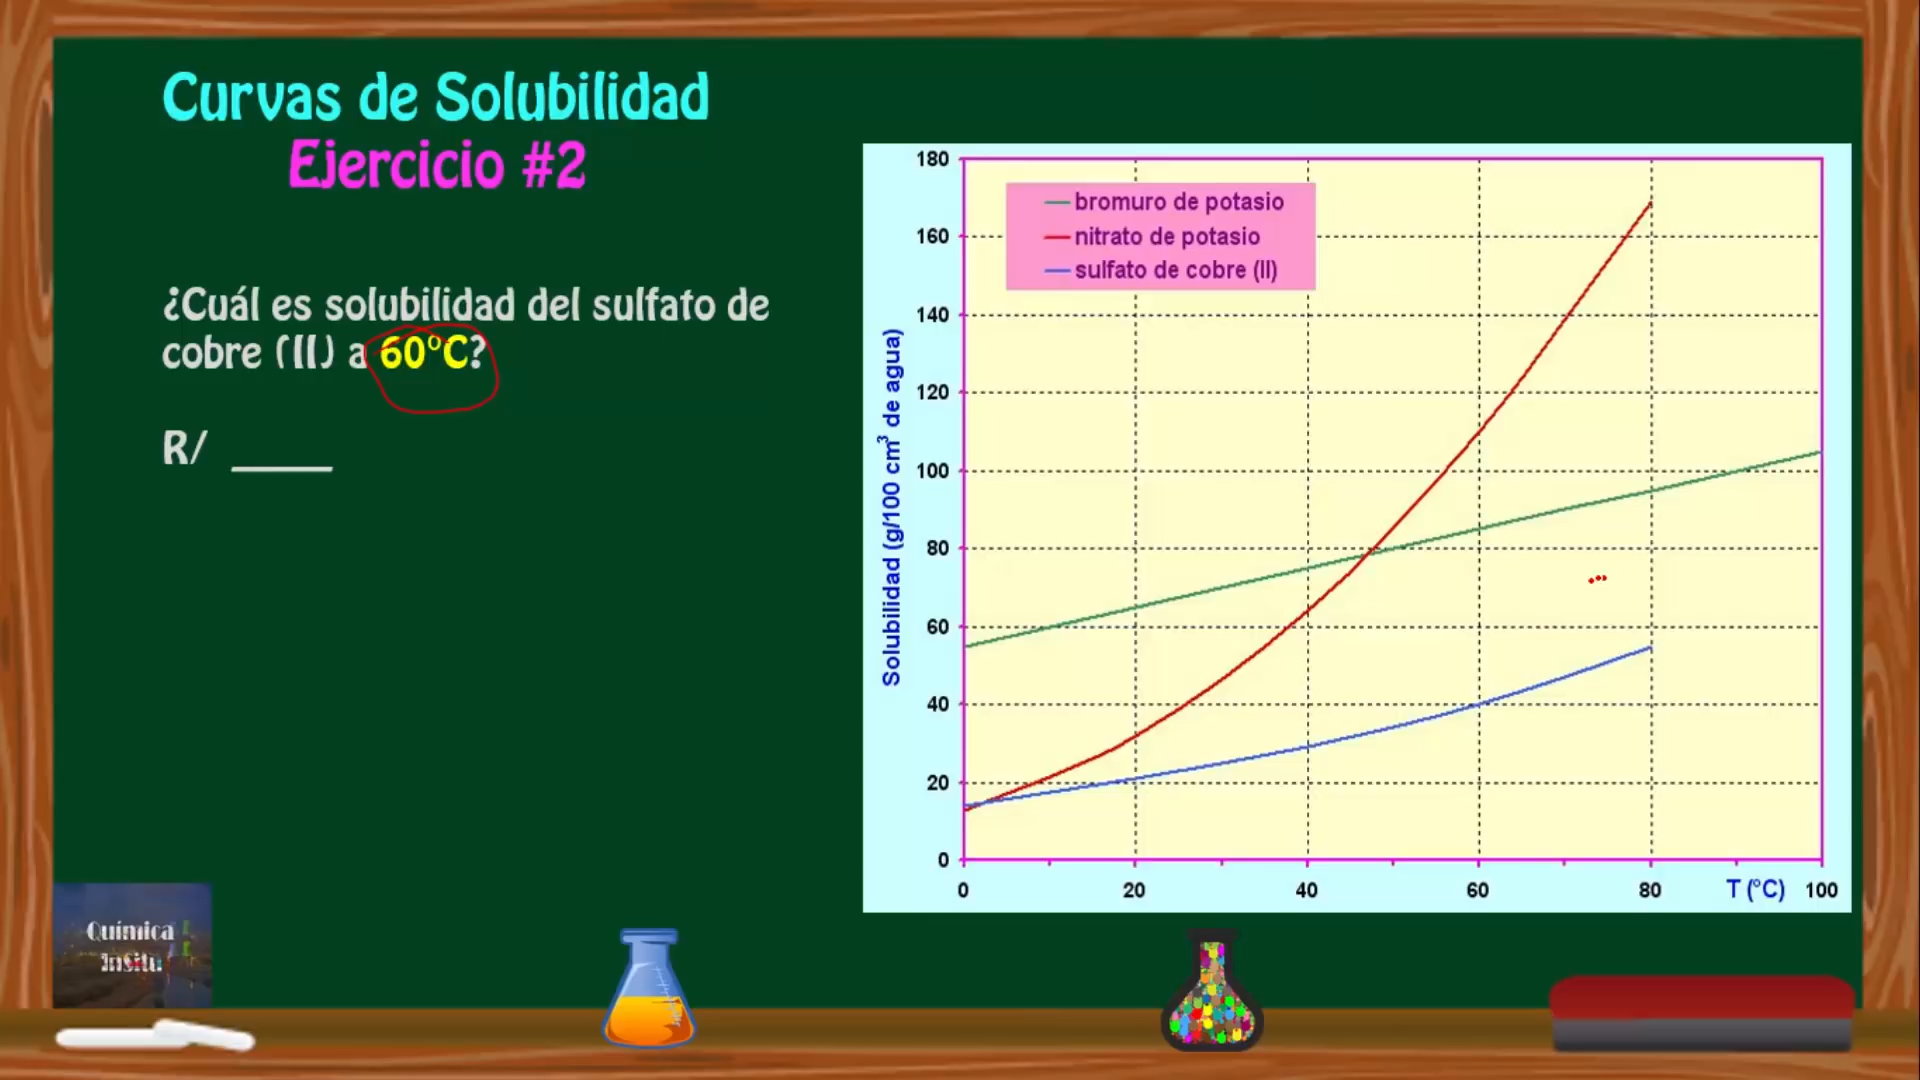 Curvas de Solubilidad
Ejercicio #2
¿Cuál es solubilidad del sulfato de
cobre (II) a 60°C?
R/ _____
180
160
140
120
100
80
60
40
20
0
Solubilidad (g/100 cm³ de agua)
bromuro de potasio
nitrato de potasio
sulfato de cobre (II)
0 20 40 60 80 T (°C) 100
Química
InSitu